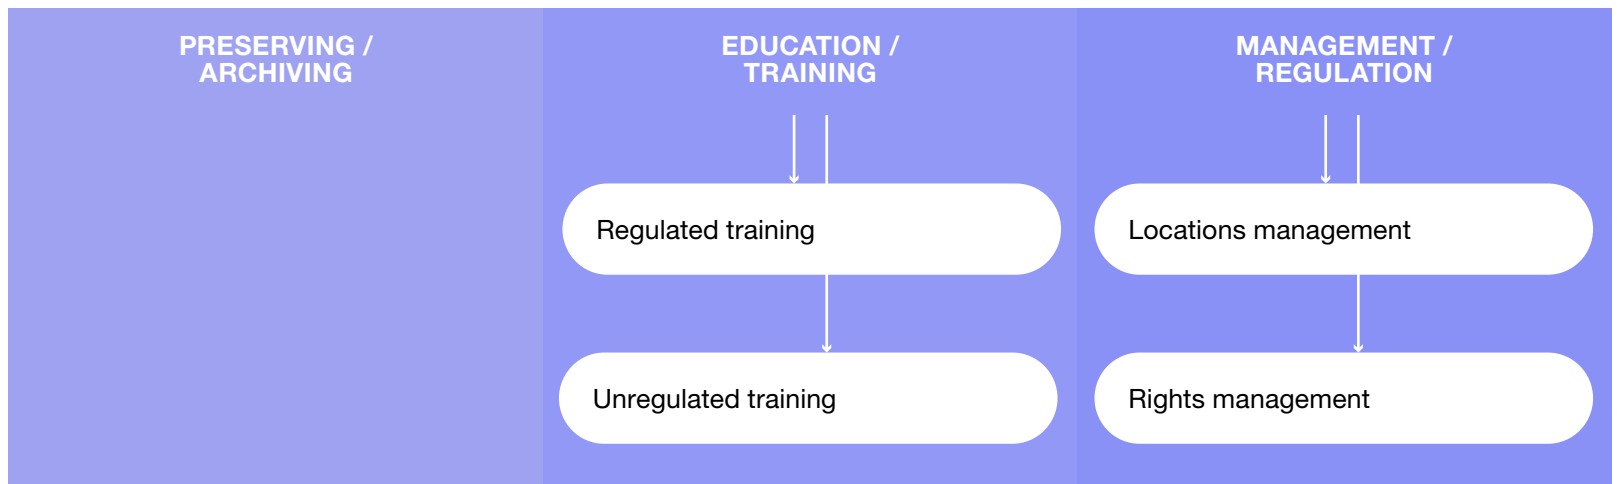 PRESERVING /
ARCHIVING
EDUCATION /
TRAINING
MANAGEMENT /
REGULATION
Regulated training
Locations management
Unregulated training
Rights management